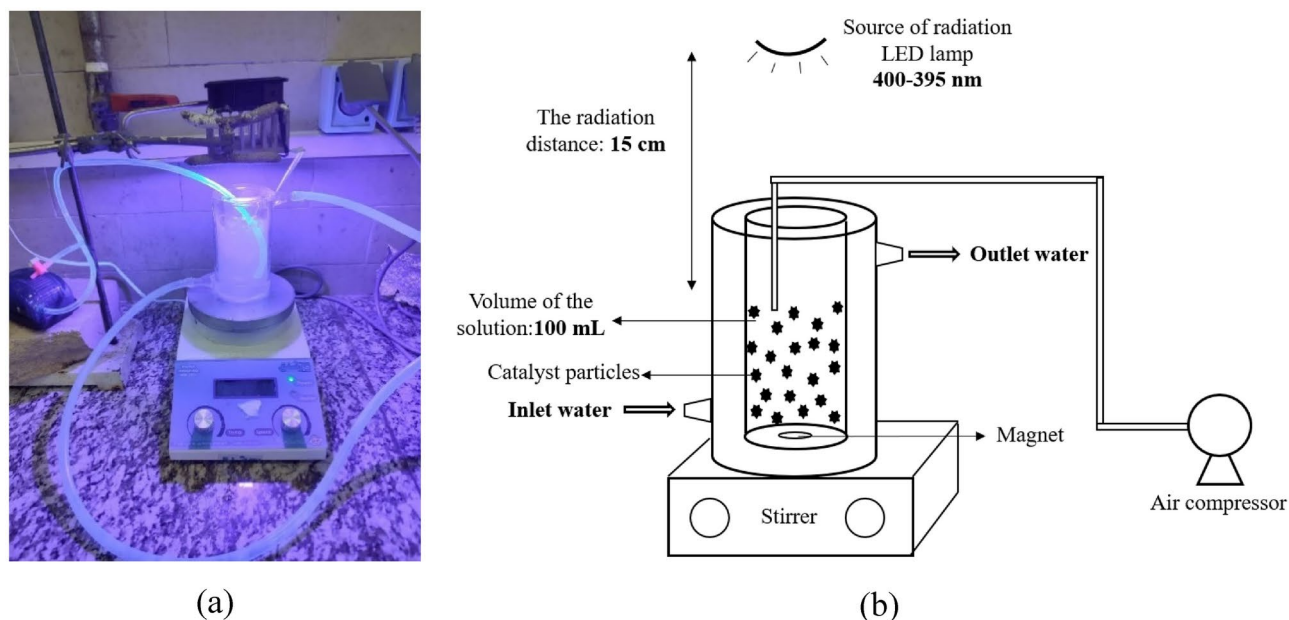 Source of radiation
LED lamp
400-395 nm
The radiation
distance: 15 cm
Outlet water
Volume of the
solution:100 mL
Catalyst particles
Inlet water
Magnet
Stirrer
Air compressor
(a)
(b)